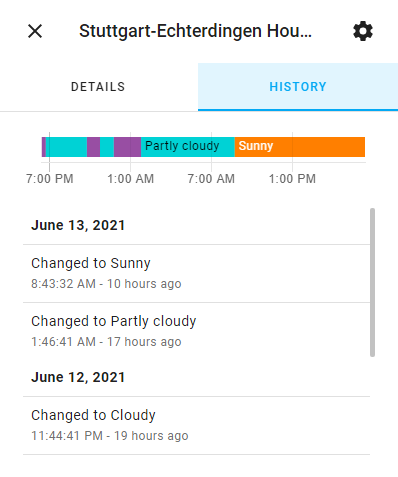 Stuttgart-Echterdingen Hou...
DETAILS
HISTORY
Partly cloudy
Sunny
7:00 PM
1:00 AM
7:00 AM
1:00 PM
June 13, 2021
Changed to Sunny
8:43:32 AM - 10 hours ago
Changed to Partly cloudy
1:46:41 AM - 17 hours ago
June 12, 2021
Changed to Cloudy
11:44:41 PM - 19 hours ago